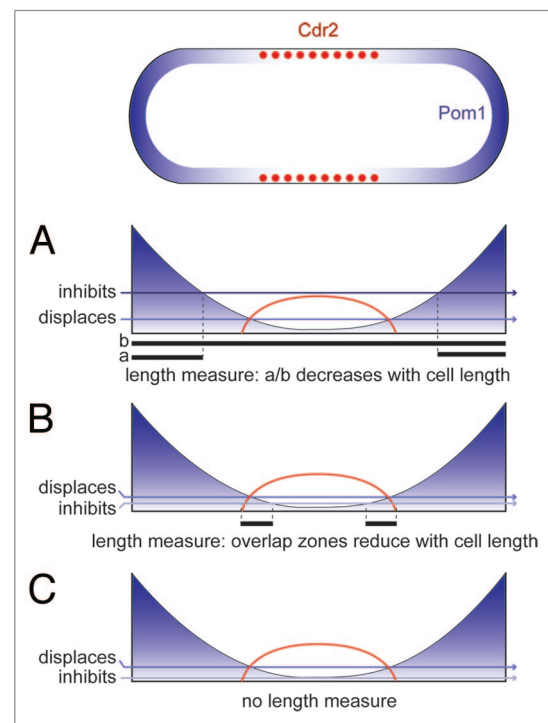 Cdr2
Pom1
A
inhibits
displaces
b
a
length measure: a/b decreases with cell length
B
displaces
inhibits
length measure: overlap zones reduce with cell length
C
displaces
inhibits
no length measure